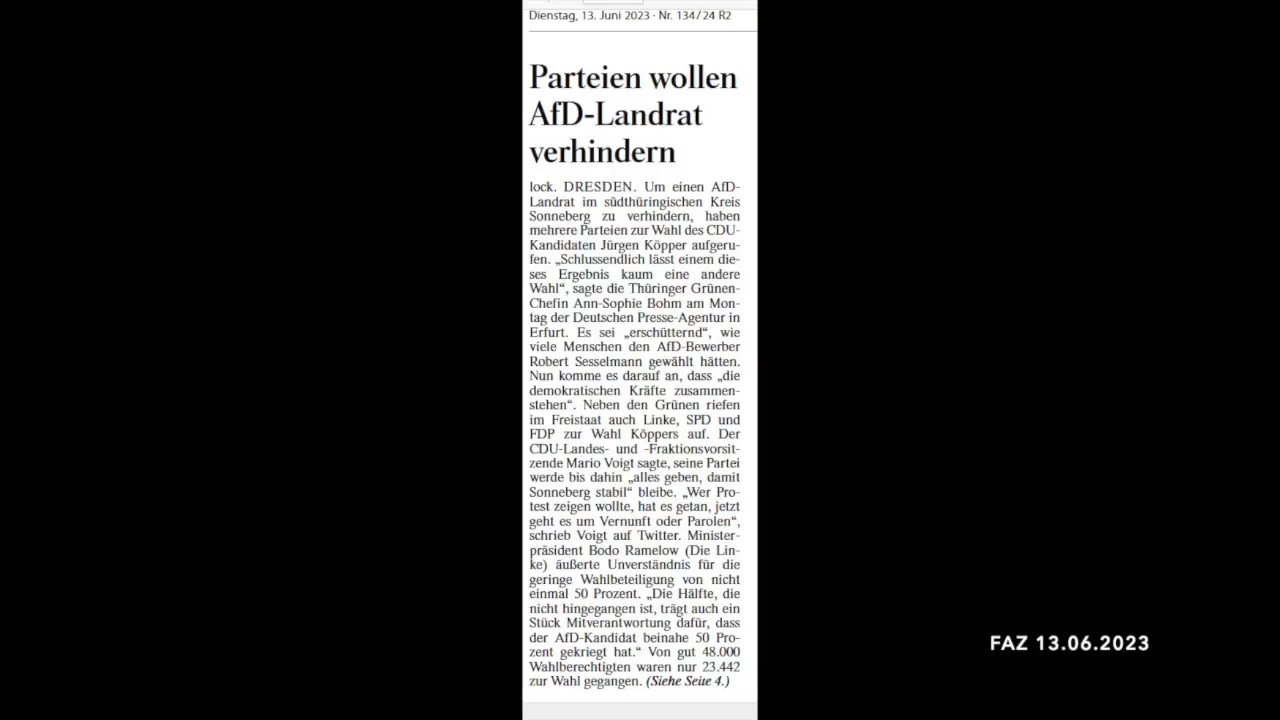 Dienstag, 13. Juni 2023 · Nr. 134/24 R2
Parteien wollen
AfD-Landrat
verhindern
lock. DRESDEN. Um einen AfD-
Landrat im südthüringischen Kreis
Sonneberg zu verhindern, haben
mehrere Parteien zur Wahl des CDU-
Kandidaten Jürgen Köpper aufgeru-
fen. „Schlussendlich lässt einem die-
ses Ergebnis kaum eine andere
Wahl“, sagte die Thüringer Grünen-
Chefin Ann-Sophie Bohm am Mon-
tag der Deutschen Presse-Agentur in
Erfurt. Es sei „erschütternd“, wie
viele Menschen den AfD-Bewerber
Robert Sesselmann gewählt hätten.
Nun komme es darauf an, dass „die
demokratischen Kräfte zusammen-
stehen“. Neben den Grünen riefen
im Freistaat auch Linke, SPD und
FDP zur Wahl Köppers auf. Der
CDU-Landes- und -Fraktionsvorsit-
zende Mario Voigt sagte, seine Partei
werde bis dahin „alles geben, damit
Sonneberg stabil“ bleibe. „Wer Pro-
test zeigen wollte, hat es getan, jetzt
geht es um Vernunft oder Parolen“,
schrieb Voigt auf Twitter. Minister-
präsident Bodo Ramelow (Die Lin-
ke) äußerte Unverständnis für die
geringe Wahlbeteiligung von nicht
einmal 50 Prozent. „Die Hälfte, die
nicht hingegangen ist, trägt auch ein
Stück Mitverantwortung dafür, dass
der AfD-Kandidat beinahe 50 Pro-
zent gekriegt hat.“ Von gut 48.000
Wahlberechtigten waren nur 23.442
zur Wahl gegangen. (Siehe Seite 4.)
FAZ 13.06.2023